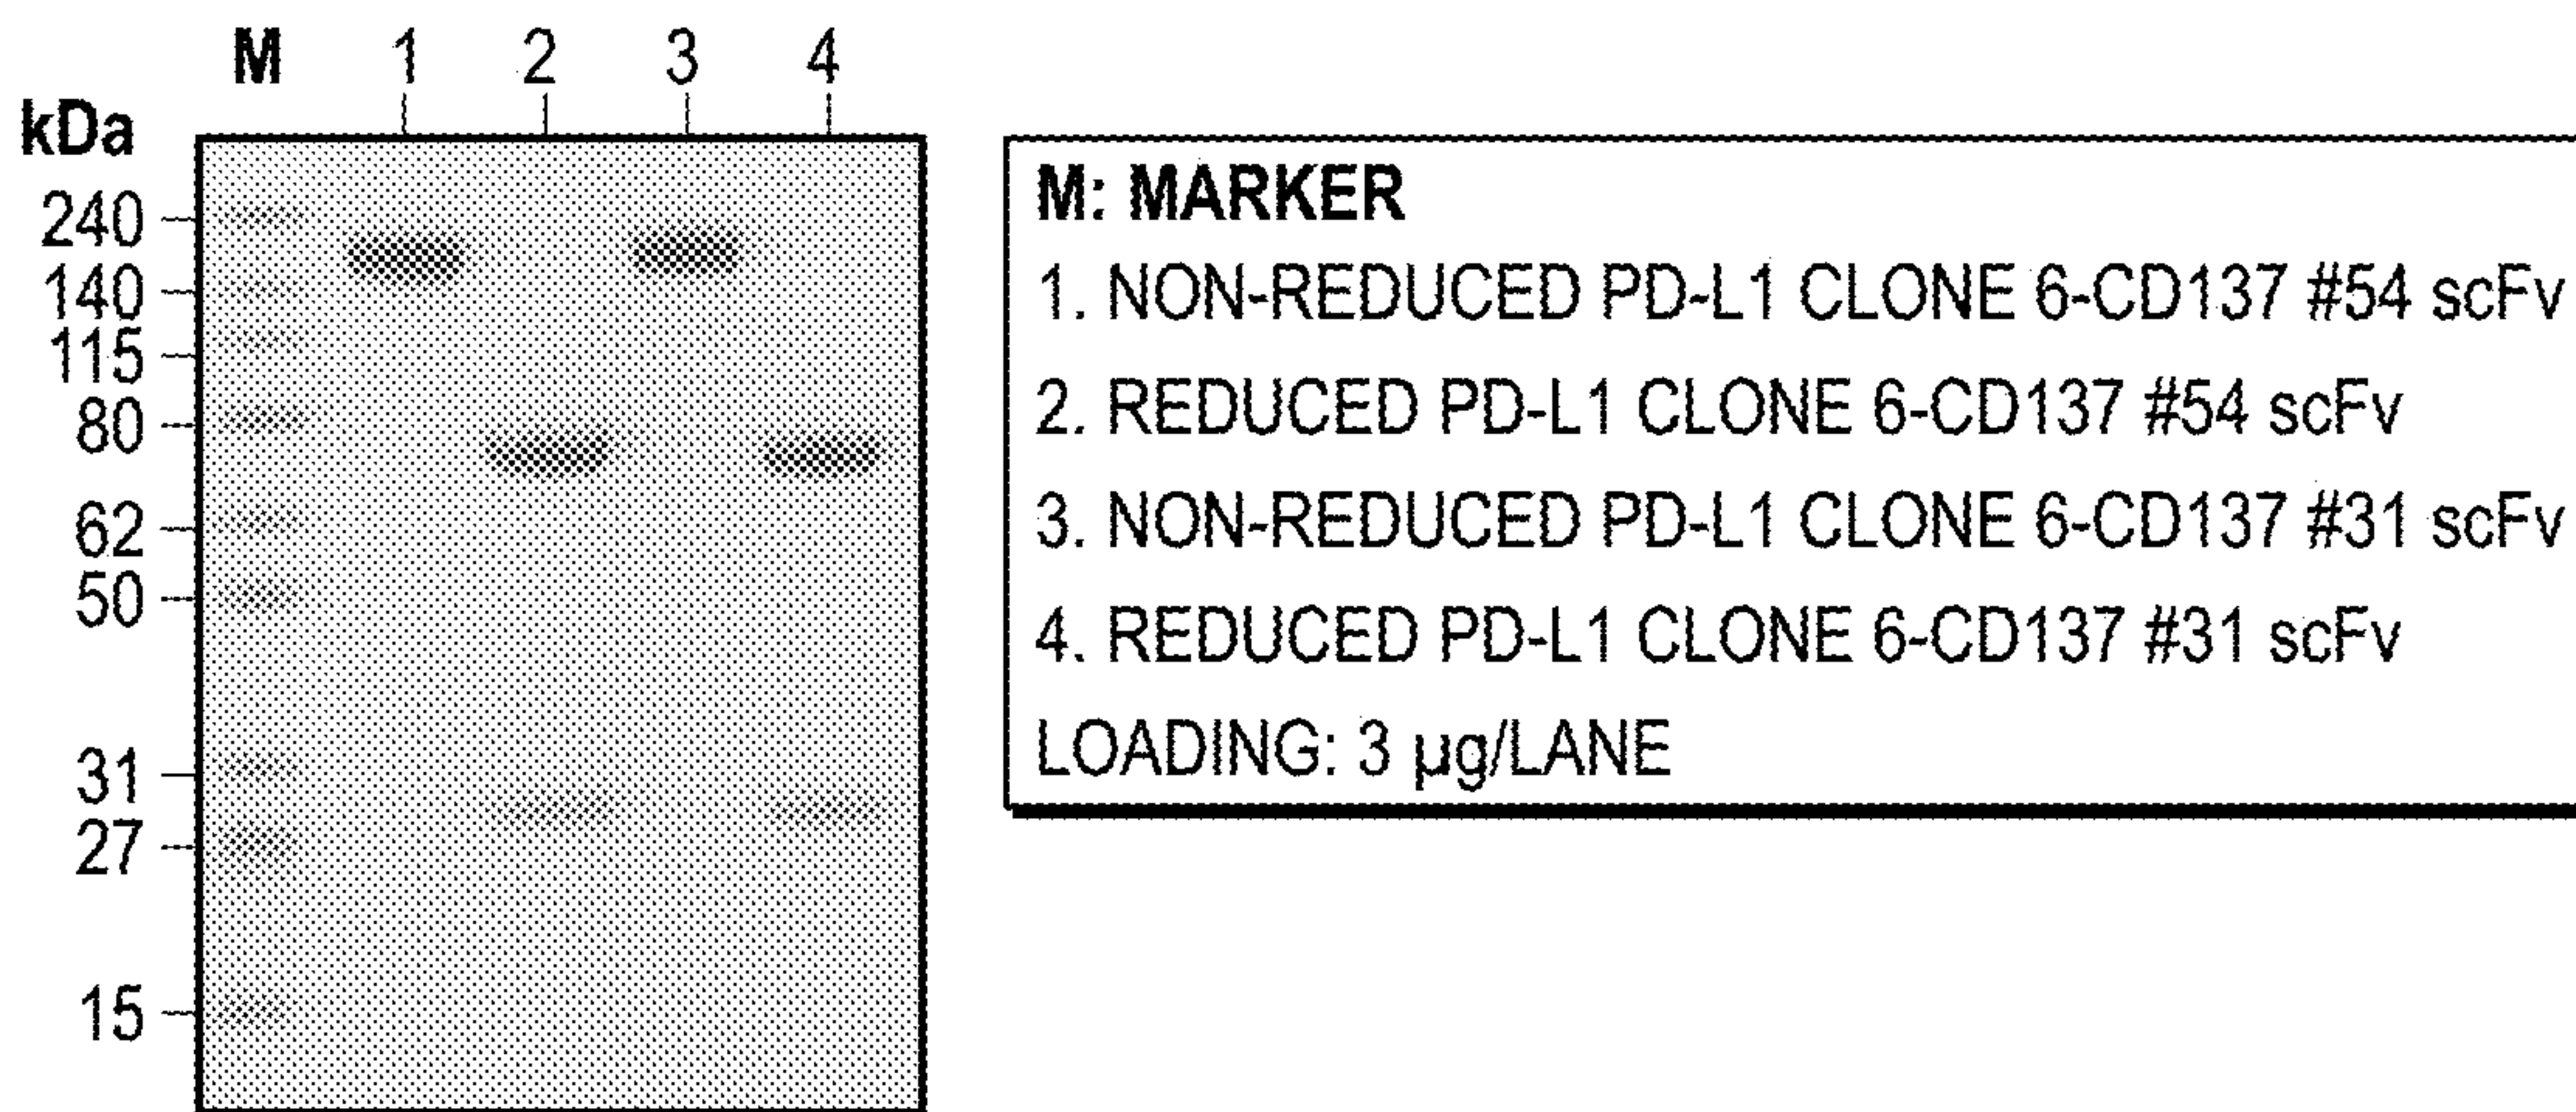 M 1 2 3 4
kDa
240
140
115
80
62
50
31
27
15
M: MARKER
1. NON-REDUCED PD-L1 CLONE 6-CD137 #54 scFv
2. REDUCED PD-L1 CLONE 6-CD137 #54 scFv
3. NON-REDUCED PD-L1 CLONE 6-CD137 #31 scFv
4. REDUCED PD-L1 CLONE 6-CD137 #31 scFv
LOADING: 3 µg/LANE